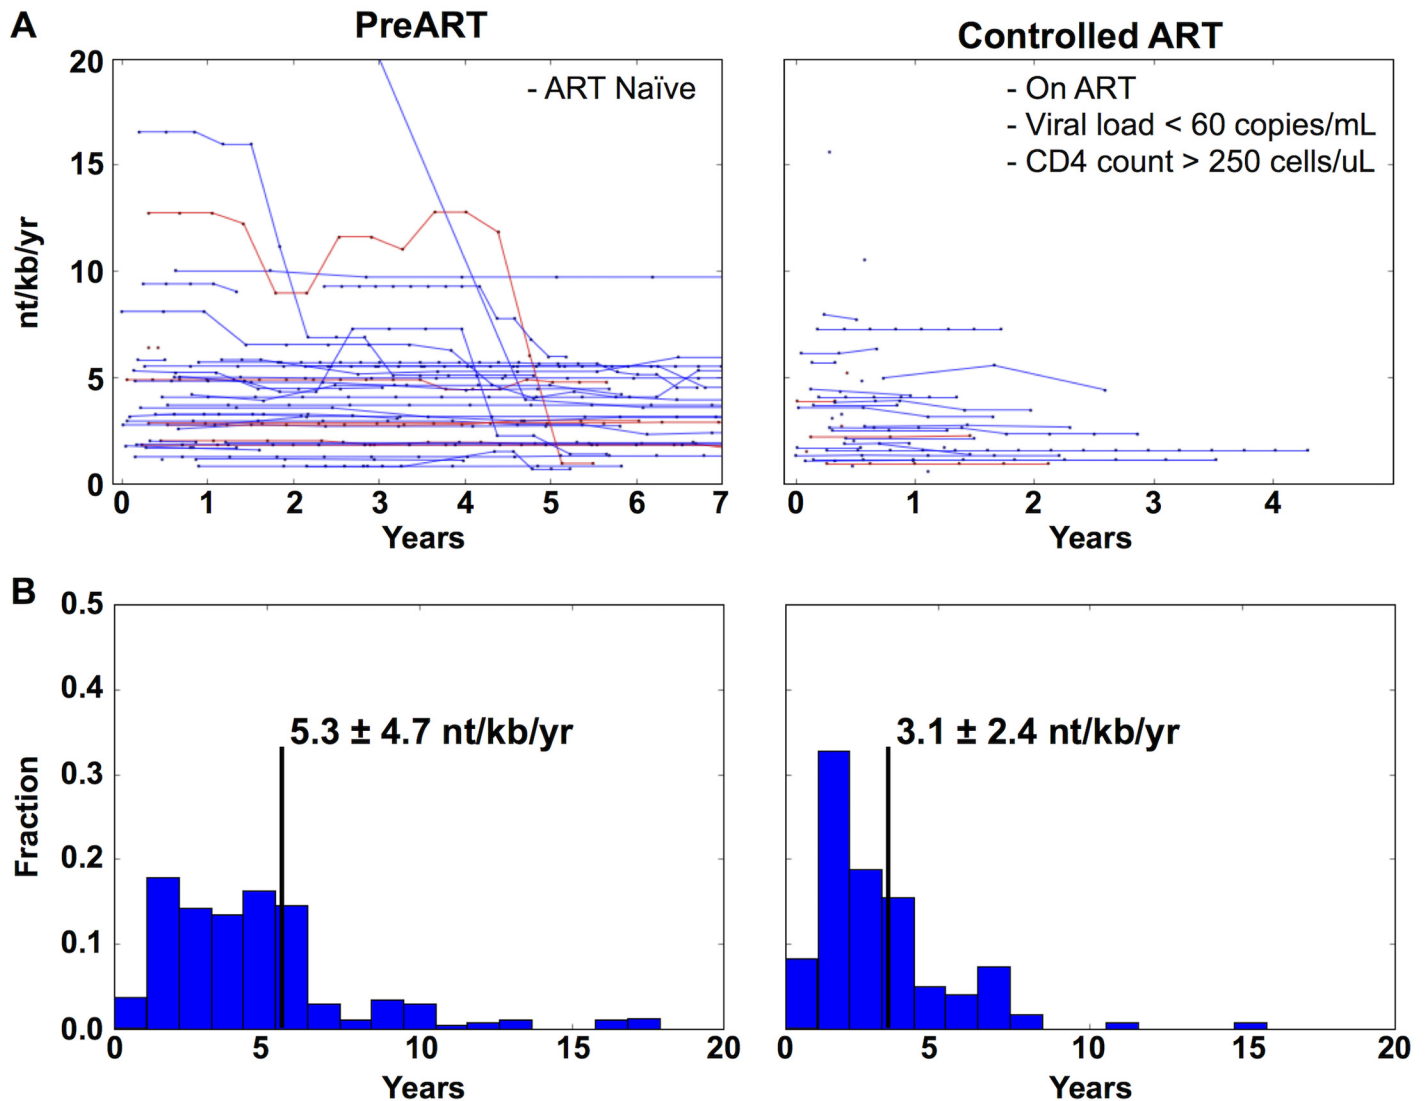 A
PreART
Controlled ART
20
15
10
5
0
nt/kb/yr
- ART Naïve
- On ART
- Viral load < 60 copies/mL
- CD4 count > 250 cells/uL
0 1 2 3 4 5 6 7
0 1 2 3 4
Years
Years
B
0.5
0.4
0.3
0.2
0.1
0.0
Fraction
5.3 ± 4.7 nt/kb/yr
3.1 ± 2.4 nt/kb/yr
0 5 10 15 20
0 5 10 15 20
Years
Years